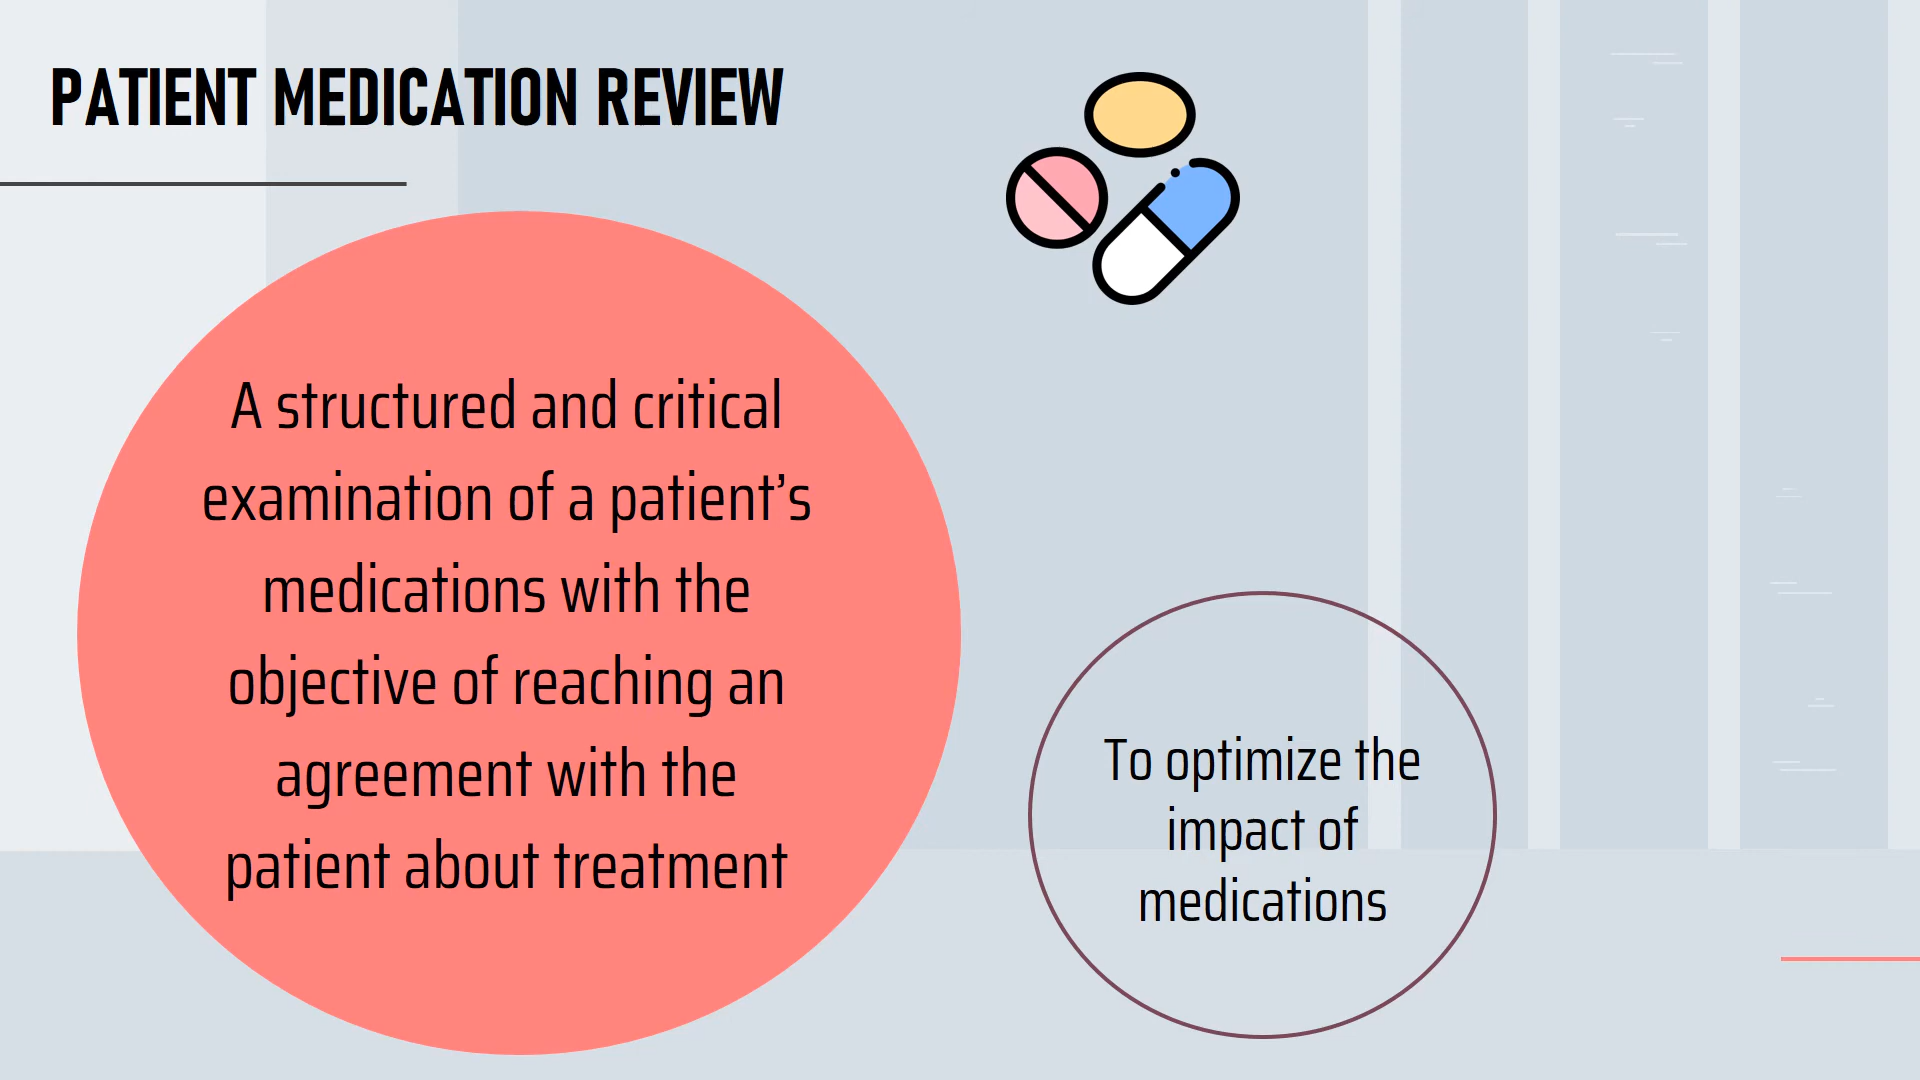 PATIENT MEDICATION REVIEW
A structured and critical
examination of a patient’s
medications with the
objective of reaching an
agreement with the
patient about treatment
To optimize the
impact of
medications